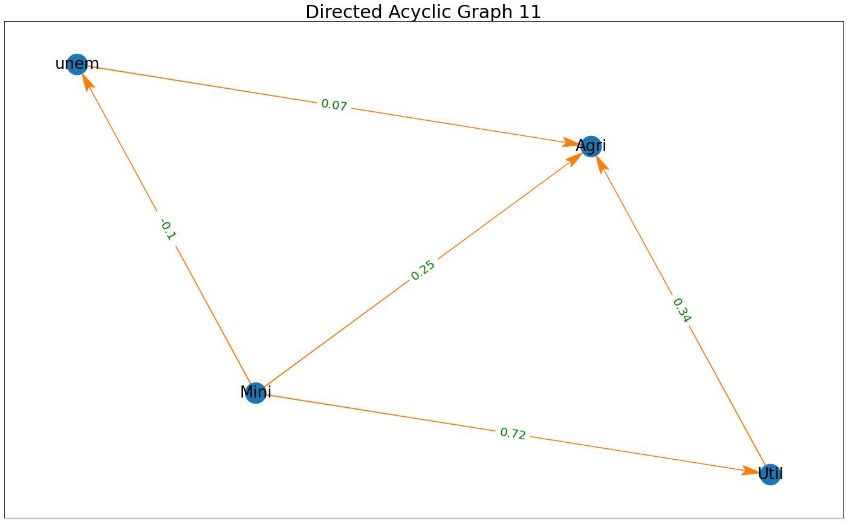 Directed Acyclic Graph 11
unem
0.07
Agri
-0.1
0.25
0.34
Mini
0.72
Util